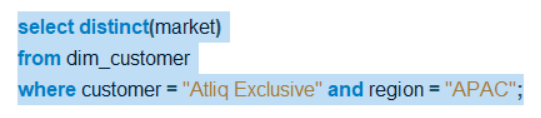 select distinct(market)
from dim_customer
where customer = "Atliq Exclusive" and region = "APAC";